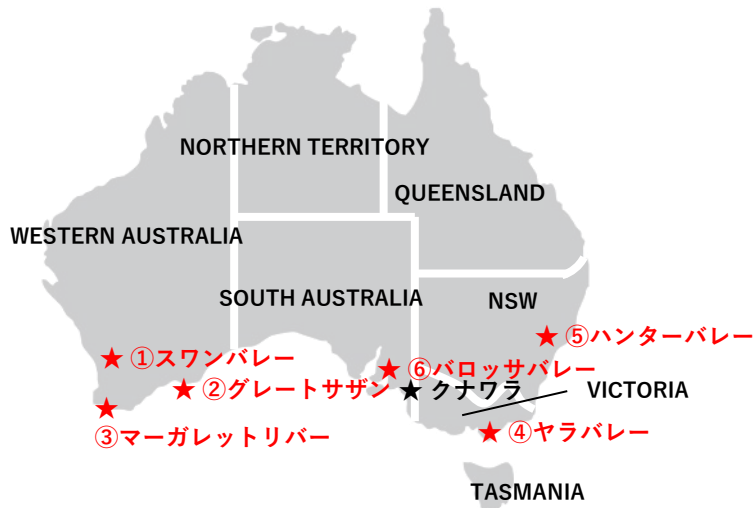 NORTHERN TERRITORY
QUEENSLAND
WESTERN AUSTRALIA
SOUTH AUSTRALIA
NSW
⑤ハンターバレー
①スワンバレー
⑥バロッサバレー
②グレートサザン
クナワラ
VICTORIA
③マーガレットリバー
④ヤラバレー
TASMANIA